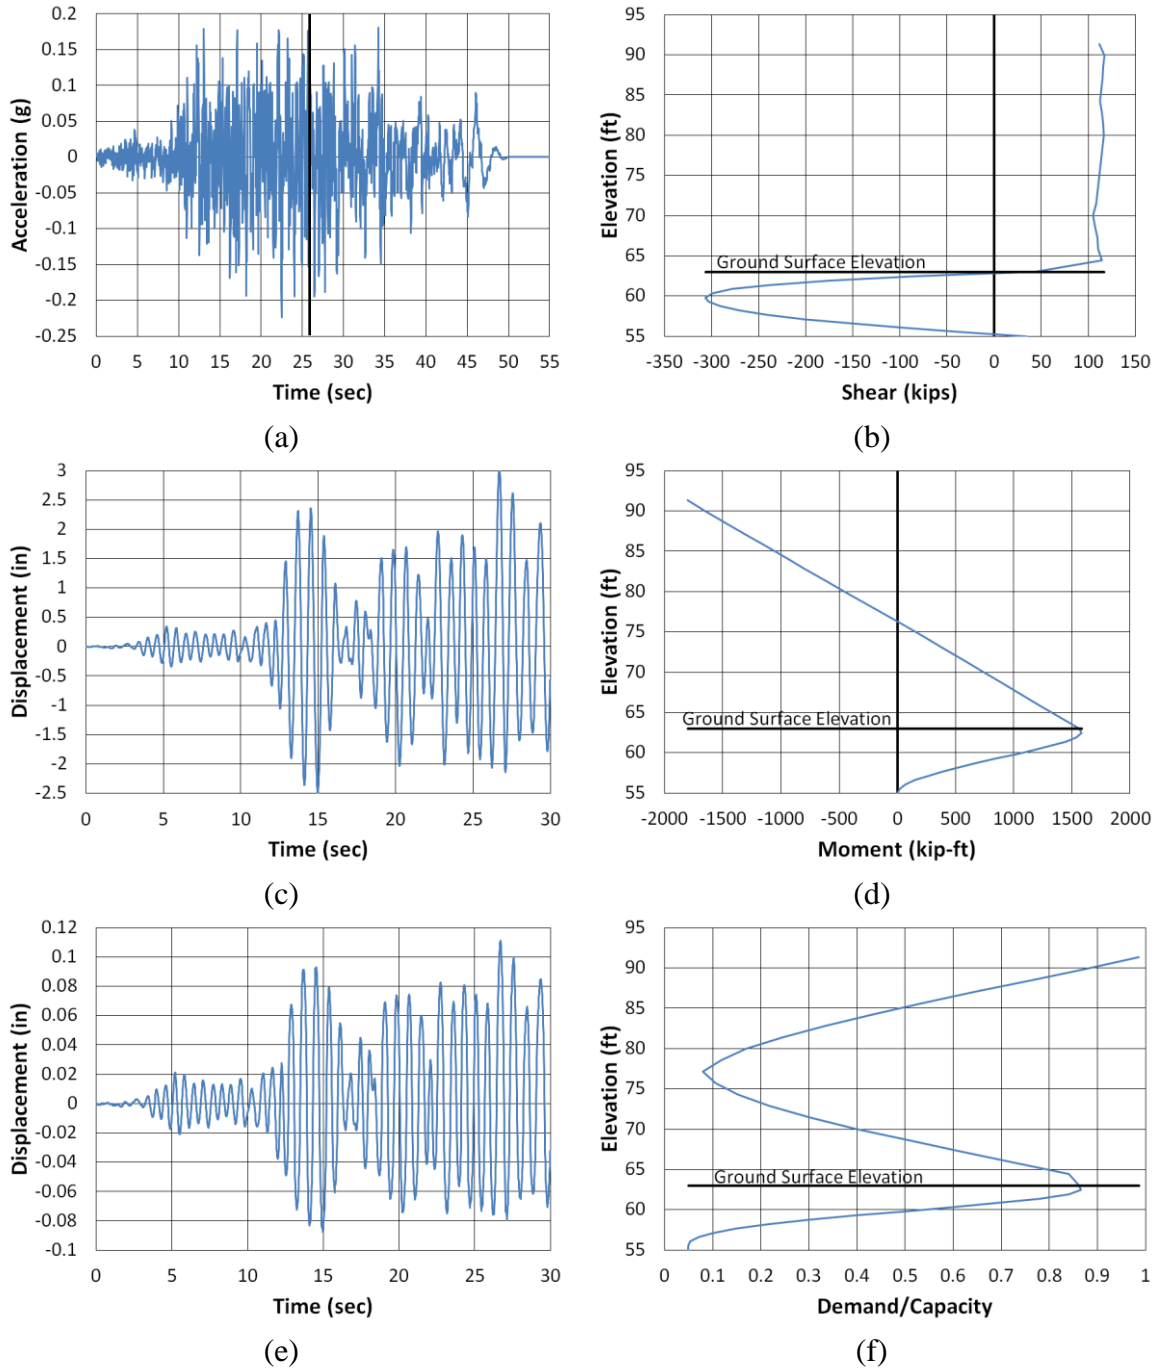 0.2
0.15
0.1
0.05
0
-0.05
-0.1
-0.15
-0.2
-0.25
Acceleration (g)
0 5 10 15 20 25 30 35 40 45 50 55
Time (sec)
(a)
95
90
85
80
75
70
65
60
55
Elevation (ft)
Ground Surface Elevation
-350 -300 -250 -200 -150 -100 -50 0 50 100 150
Shear (kips)
(b)
3
2.5
2
1.5
1
0.5
0
-0.5
-1
-1.5
-2
-2.5
Displacement (in)
0 5 10 15 20 25 30
Time (sec)
(c)
95
90
85
80
75
70
65
60
55
Elevation (ft)
Ground Surface Elevation
-2000 -1500 -1000 -500 0 500 1000 1500 2000
Moment (kip-ft)
(d)
0.12
0.1
0.08
0.06
0.04
0.02
0
-0.02
-0.04
-0.06
-0.08
-0.1
Displacement (in)
0 5 10 15 20 25 30
Time (sec)
(e)
95
90
85
80
75
70
65
60
55
Elevation (ft)
Ground Surface Elevation
0 0.1 0.2 0.3 0.4 0.5 0.6 0.7 0.8 0.9 1
Demand/Capacity
(f)